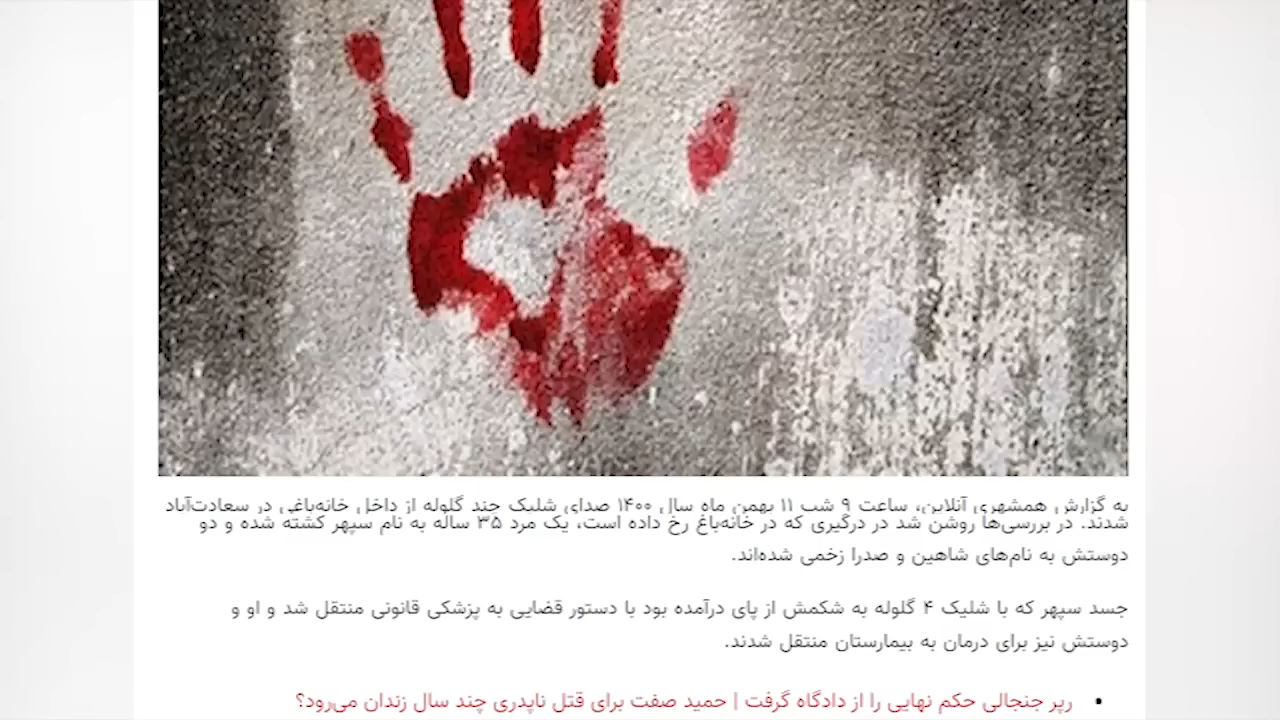 به گزارش همشهری آنلاین، ساعت ۹ شب ۱۱ بهمن ماه سال ۱۴۰۰ صدای شلیک چند گلوله از داخل خانه‌باغی در سعادت‌آباد
شدند. در بررسی‌ها روشن شد در درگیری که در خانه‌باغ رخ داده است، یک مرد ۳۵ ساله به نام سپهر کشته شده و دو
دوستش به نام‌های شاهین و صدرا زخمی شده‌اند.
جسد سپهر که با شلیک ۴ گلوله به شکمش از پای درآمده بود با دستور قضایی به پزشکی قانونی منتقل شد و او و
دوستش نیز برای درمان به بیمارستان منتقل شدند.
• رپر جنجالی حکم نهایی را از دادگاه گرفت | حمید صفت برای قتل ناپدری چند سال زندان می‌رود؟